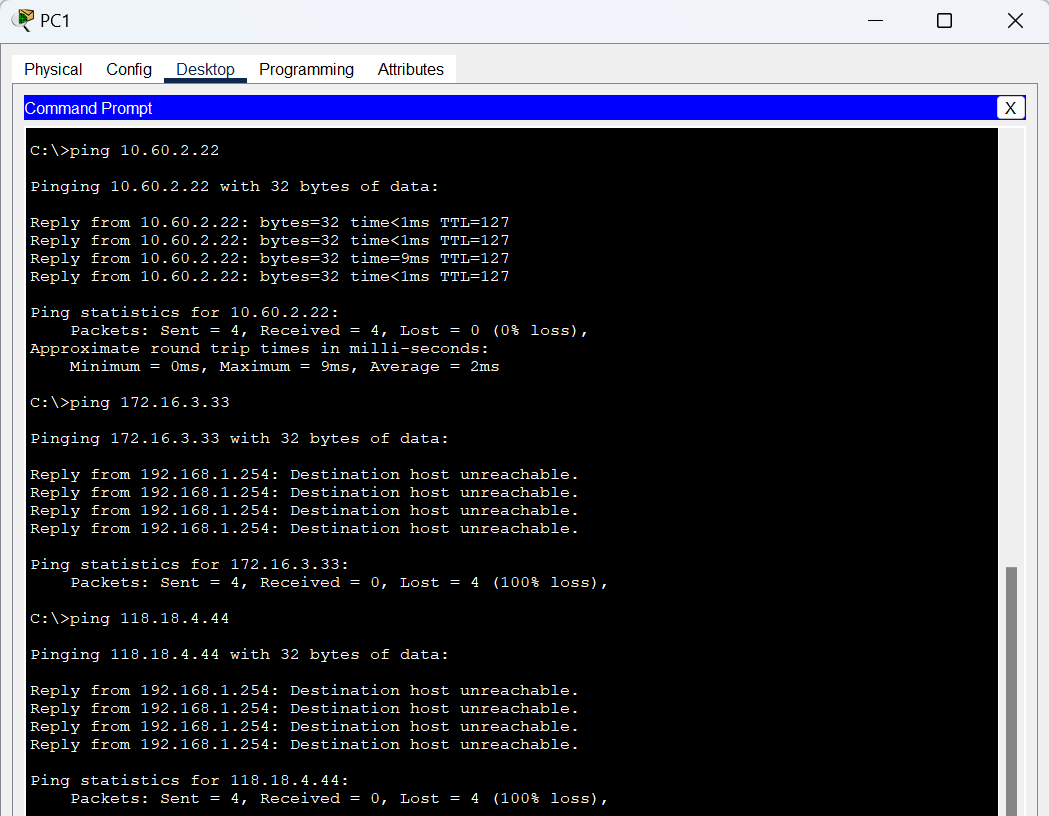 PC1
Physical Config Desktop Programming Attributes
Command Prompt
X
C:\>ping 10.60.2.22
Pinging 10.60.2.22 with 32 bytes of data:
Reply from 10.60.2.22: bytes=32 time<1ms TTL=127
Reply from 10.60.2.22: bytes=32 time<1ms TTL=127
Reply from 10.60.2.22: bytes=32 time=9ms TTL=127
Reply from 10.60.2.22: bytes=32 time<1ms TTL=127
Ping statistics for 10.60.2.22:
    Packets: Sent = 4, Received = 4, Lost = 0 (0% loss),
Approximate round trip times in milli-seconds:
    Minimum = 0ms, Maximum = 9ms, Average = 2ms
C:\>ping 172.16.3.33
Pinging 172.16.3.33 with 32 bytes of data:
Reply from 192.168.1.254: Destination host unreachable.
Reply from 192.168.1.254: Destination host unreachable.
Reply from 192.168.1.254: Destination host unreachable.
Reply from 192.168.1.254: Destination host unreachable.
Ping statistics for 172.16.3.33:
    Packets: Sent = 4, Received = 0, Lost = 4 (100% loss),
C:\>ping 118.18.4.44
Pinging 118.18.4.44 with 32 bytes of data:
Reply from 192.168.1.254: Destination host unreachable.
Reply from 192.168.1.254: Destination host unreachable.
Reply from 192.168.1.254: Destination host unreachable.
Reply from 192.168.1.254: Destination host unreachable.
Ping statistics for 118.18.4.44:
    Packets: Sent = 4, Received = 0, Lost = 4 (100% loss),